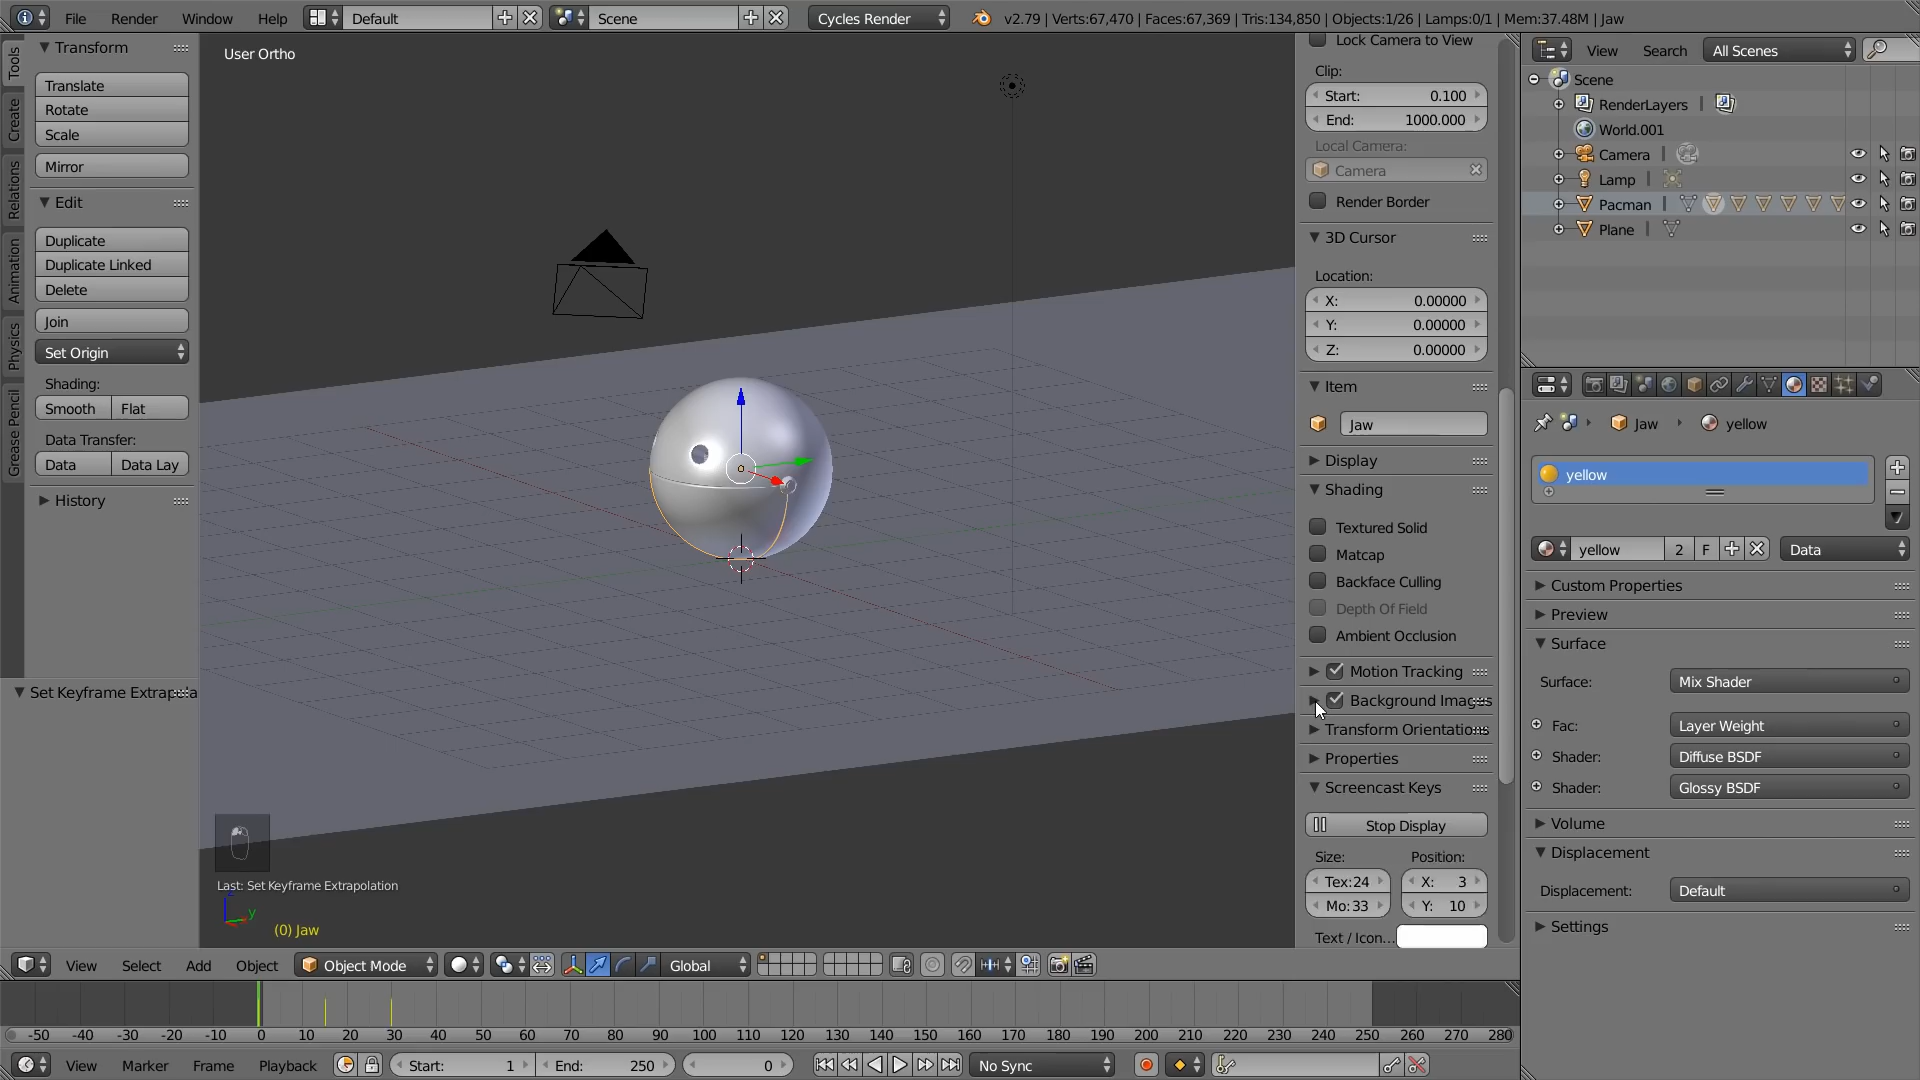 File Render Window Help Default Scene Cycles Render v2.79 | Verts:67,470 | Faces:67,369 | Tris:134,850 | Objects:1/26 | Lamps:0/1 | Mem:37.48M | Jaw
Tools
Create
Relations
Animation
Physics
Grease Pencil
Transform
Translate
Rotate
Scale
Mirror
Edit
Duplicate
Duplicate Linked
Delete
Join
Set Origin
Shading:
Smooth Flat
Data Transfer:
Data Data Lay
History
Set Keyframe Extrapola
User Ortho
Last: Set Keyframe Extrapolation
y
(0) Jaw
Lock Camera to View
Clip:
Start: 0.100
End: 1000.000
Local Camera:
Camera
Render Border
3D Cursor
Location:
X: 0.00000
Y: 0.00000
Z: 0.00000
Item
Jaw
Display
Shading
Textured Solid
Matcap
Backface Culling
Depth Of Field
Ambient Occlusion
Motion Tracking
Background Images
Transform Orientations
Properties
Screencast Keys
Stop Display
Size: Position:
Tex:24 X: 3
Mo:33 Y: 10
Text / Icon...
View Search All Scenes
Scene
RenderLayers
World.001
Camera
Lamp
Pacman
Plane
Jaw yellow
yellow
yellow 2 F Data
Custom Properties
Preview
Surface
Surface: Mix Shader
Fac: Layer Weight
Shader: Diffuse BSDF
Shader: Glossy BSDF
Volume
Displacement
Displacement: Default
Settings
View Select Add Object Object Mode Global
-50 -40 -30 -20 -10 0 10 20 30 40 50 60 70 80 90 100 110 120 130 140 150 160 170 180 190 200 210 220 230 240 250 260 270 280
View Marker Frame Playback Start: 1 End: 250 0 No Sync